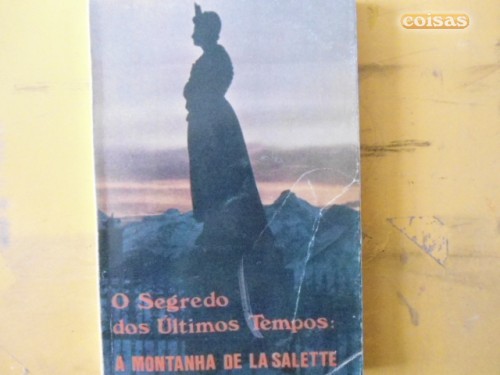 coisas
O Segredo
dos Últimos Tempos:
A MONTANHA DE LA SALETTE